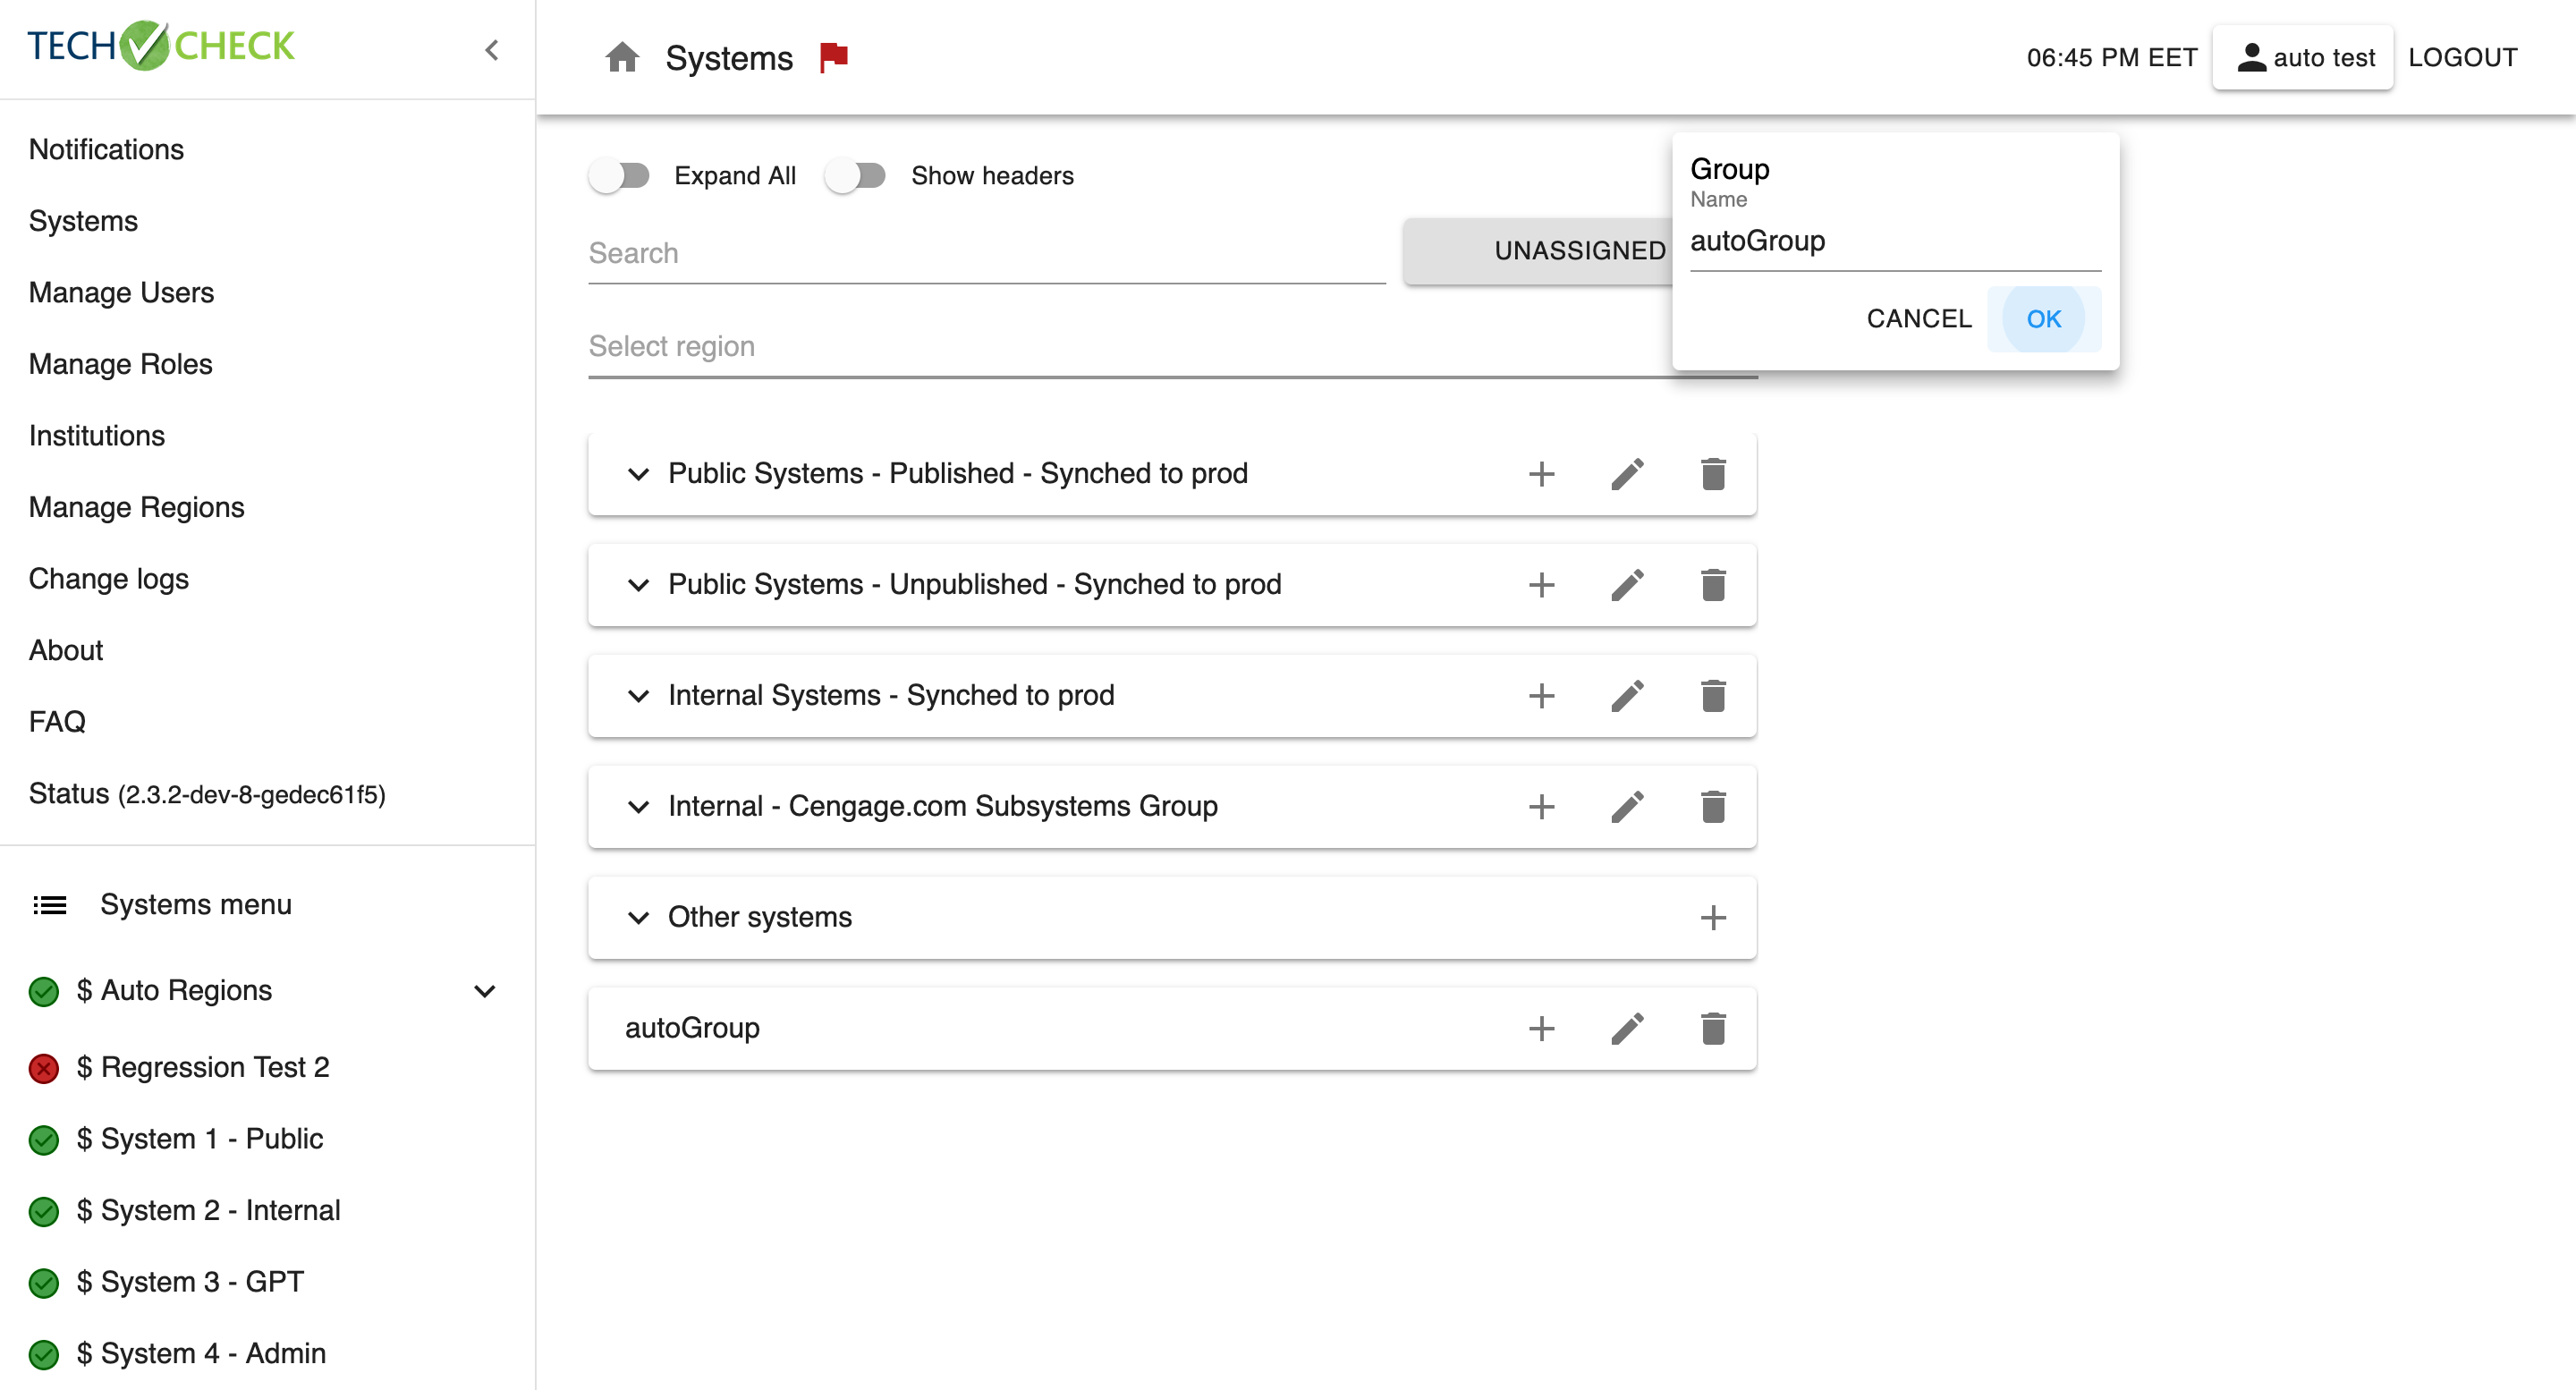 TECH CHECK
Notifications
Systems
Manage Users
Manage Roles
Institutions
Manage Regions
Change logs
About
FAQ
Status (2.3.2-dev-8-gedec61f5)
Systems menu
$ Auto Regions
$ Regression Test 2
$ System 1 - Public
$ System 2 - Internal
$ System 3 - GPT
$ System 4 - Admin
Systems
06:45 PM EET
auto test
LOGOUT
Expand All
Show headers
Search
UNASSIGNED
Select region
Group
Name
autoGroup
CANCEL
OK
Public Systems - Published - Synched to prod
Public Systems - Unpublished - Synched to prod
Internal Systems - Synched to prod
Internal - Cengage.com Subsystems Group
Other systems
autoGroup